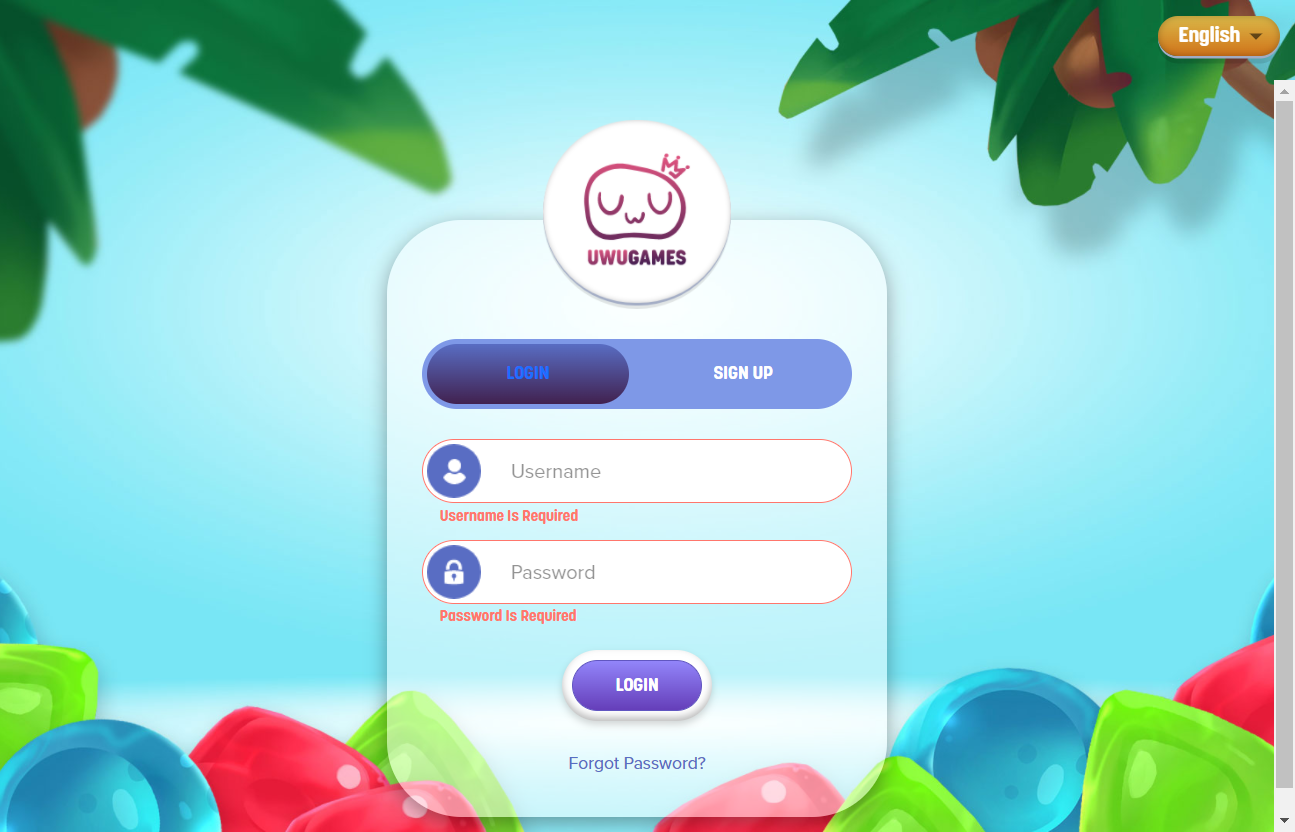 English
UWUGAMES
LOGIN
SIGN UP
Username
Username Is Required
Password
Password Is Required
LOGIN
Forgot Password?